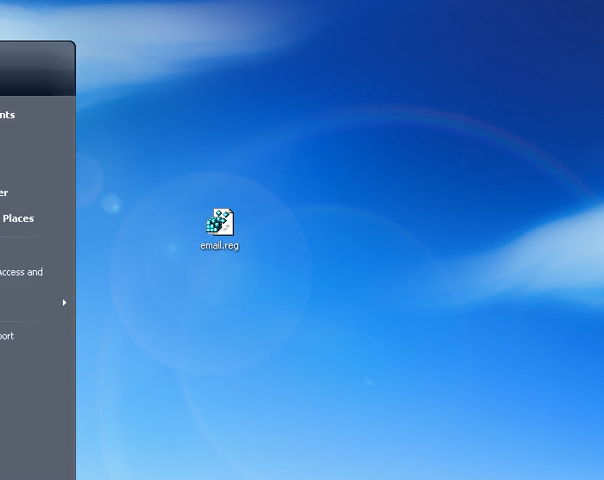 nts
er
Places
Access and
port
email.reg